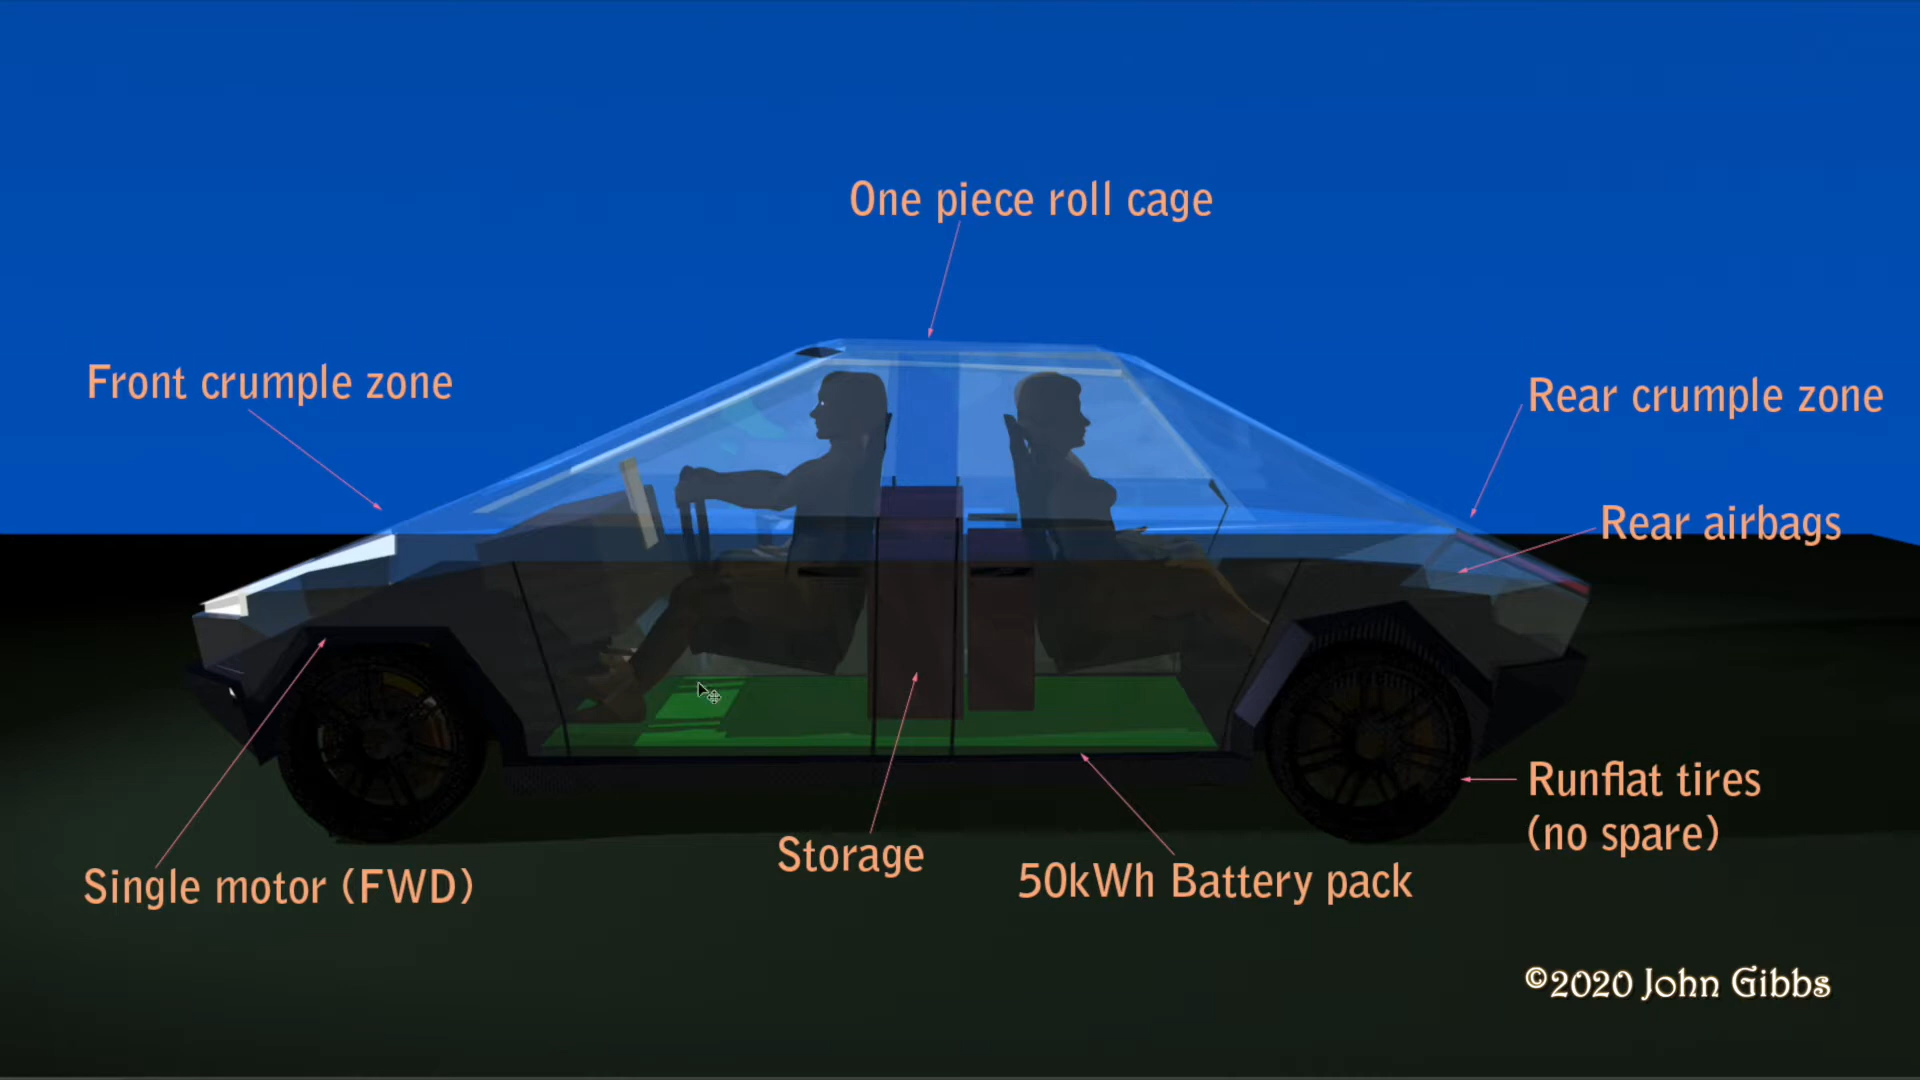 One piece roll cage
Front crumple zone
Rear crumple zone
Rear airbags
Runflat tires
(no spare)
Storage
50kWh Battery pack
Single motor (FWD)
©2020 John Gibbs